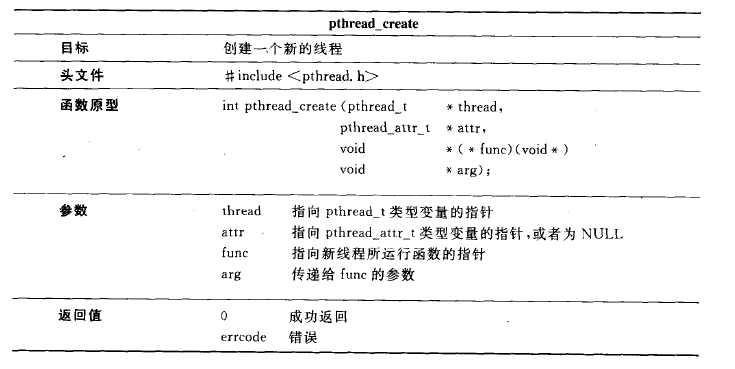 pthread_create
目标 创建一个新的线程
头文件 #include <pthread.h>
函数原型 int pthread_create(pthread_t *thread,
pthread_attr_t *attr,
void *(*func)(void*)
void *arg);
参数 thread 指向 pthread_t 类型变量的指针
attr 指向 pthread_attr_t 类型变量的指针,或者为 NULL
func 指向新线程所运行函数的指针
arg 传递给 func 的参数
返回值 0 成功返回
errcode 错误